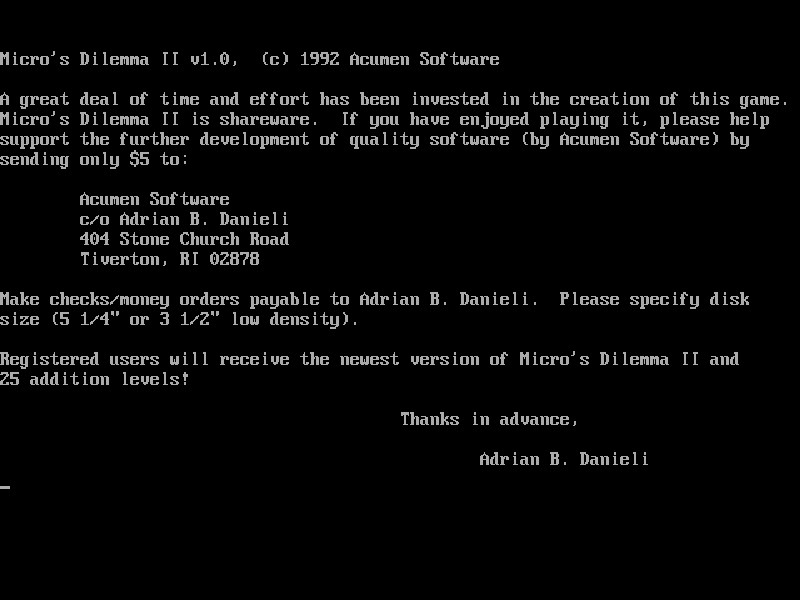 Micro's Dilemma II v1.0,  (c) 1992 Acumen Software
A great deal of time and effort has been invested in the creation of this game.
Micro's Dilemma II is shareware.  If you have enjoyed playing it, please help
support the further development of quality software (by Acumen Software) by
sending only $5 to:
Acumen Software
c/o Adrian B. Danieli
404 Stone Church Road
Tiverton, RI 02878
Make checks/money orders payable to Adrian B. Danieli.  Please specify disk
size (5 1/4" or 3 1/2" low density).
Registered users will receive the newest version of Micro's Dilemma II and
25 addition levels!
Thanks in advance,
Adrian B. Danieli